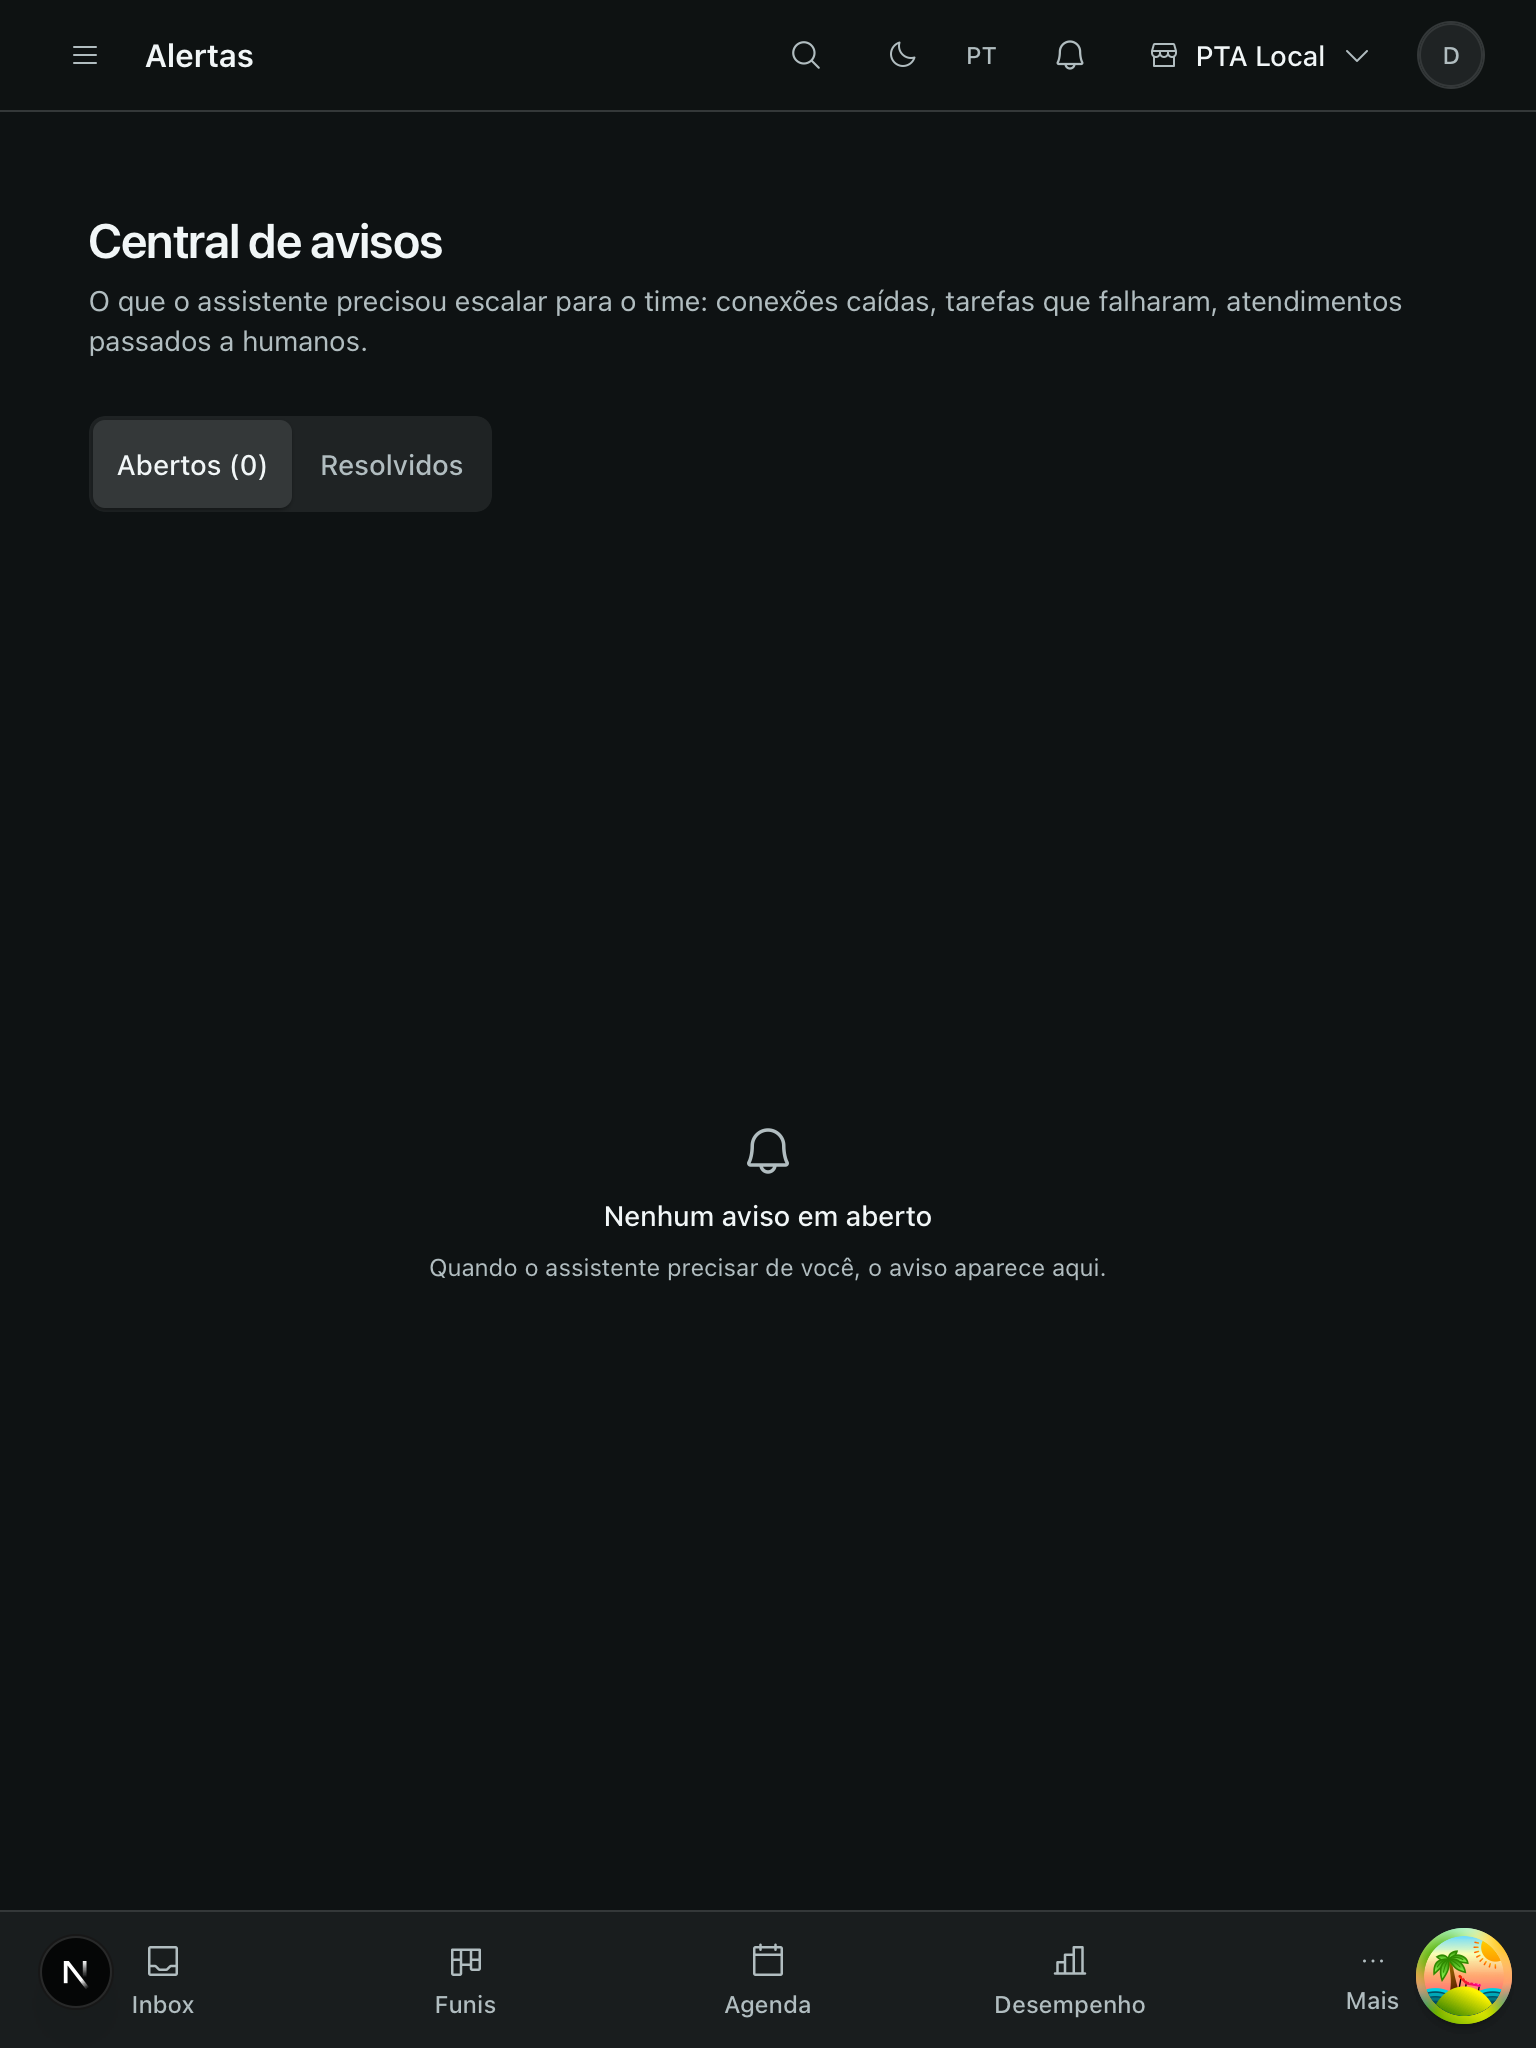 Alertas
PT
PTA Local
D
Central de avisos
O que o assistente precisou escalar para o time: conexões caídas, tarefas que falharam, atendimentos
passados a humanos.
Abertos (0)
Resolvidos
Nenhum aviso em aberto
Quando o assistente precisar de você, o aviso aparece aqui.
N
Inbox
Funis
Agenda
Desempenho
Mais